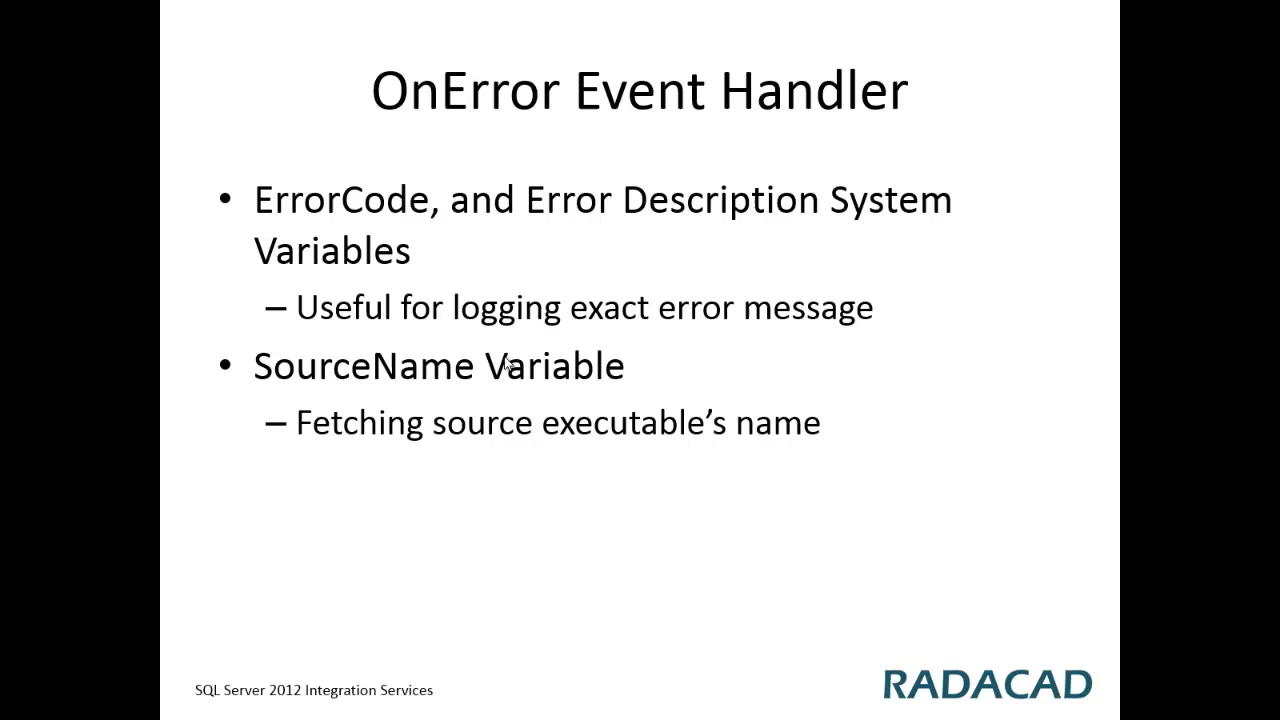 OnError Event Handler
• ErrorCode, and Error Description System
Variables
– Useful for logging exact error message
• SourceName Variable
– Fetching source executable’s name
SQL Server 2012 Integration Services
RADACAD